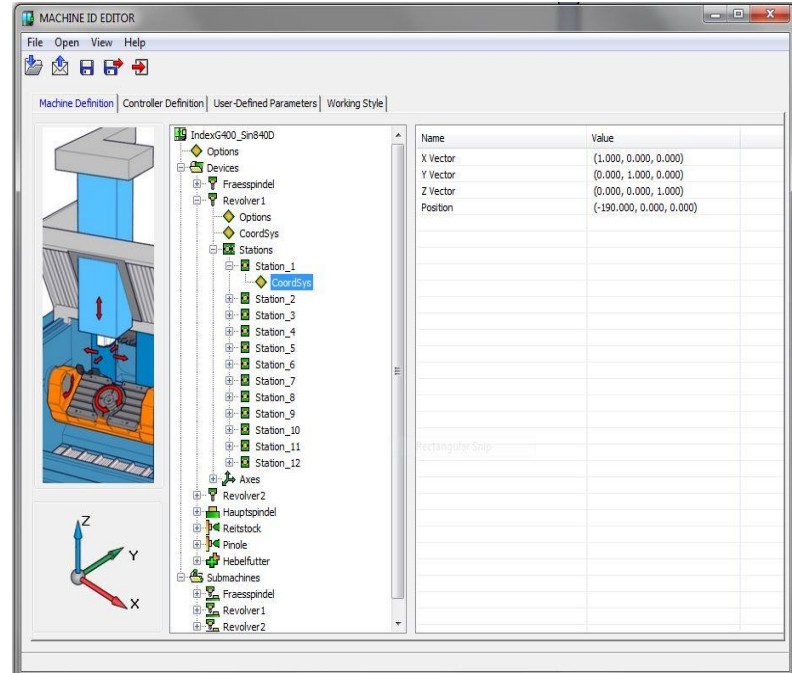 MACHINE ID EDITOR
File Open View Help
Machine Definition Controller Definition User-Defined Parameters Working Style
IndexG400_Sin840D
Options
Devices
Fraesspindel
Revolver1
Options
CoordSys
Stations
Station_1
CoordSys
Station_2
Station_3
Station_4
Station_5
Station_6
Station_7
Station_8
Station_9
Station_10
Station_11
Station_12
Axes
Revolver2
Hauptspindel
Reitstock
Pinole
Hebelfutter
Submachines
Fraesspindel
Revolver1
Revolver2
Name Value
X Vector (1.000, 0.000, 0.000)
Y Vector (0.000, 1.000, 0.000)
Z Vector (0.000, 0.000, 1.000)
Position (-190.000, 0.000, 0.000)
Rectangular Snip
Z
Y
X